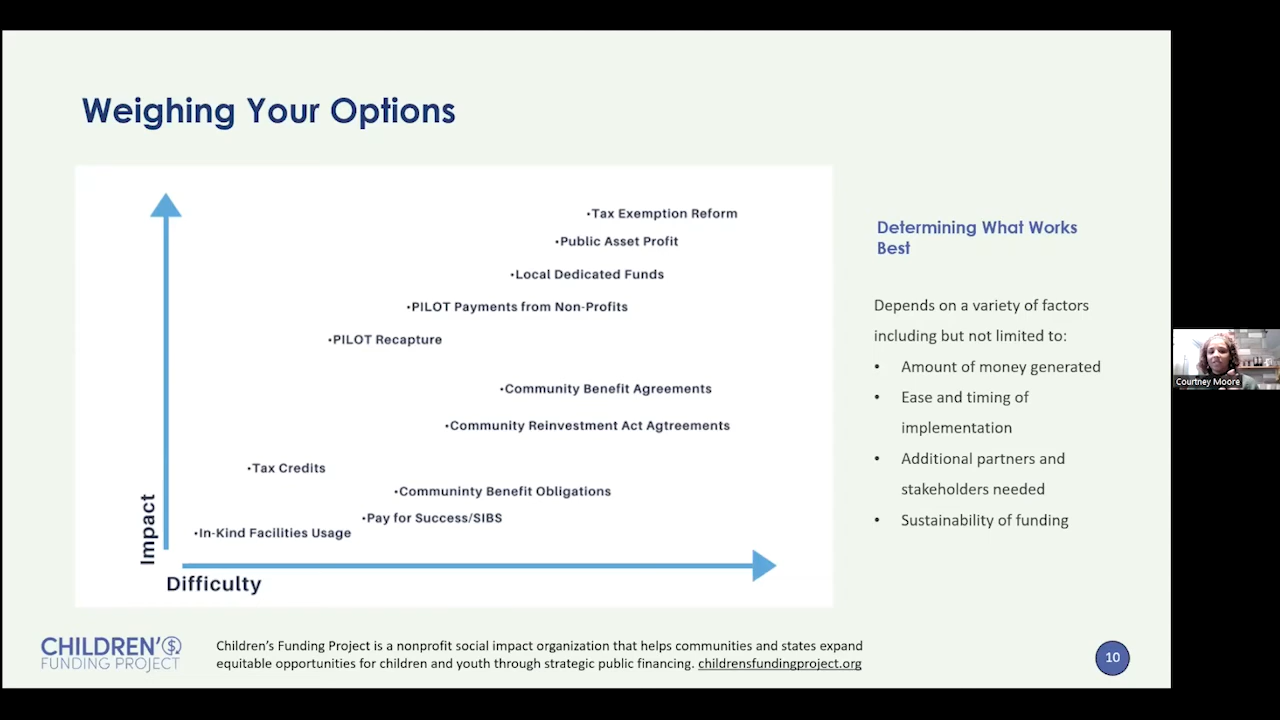 Weighing Your Options
•Tax Exemption Reform
•Public Asset Profit
•Local Dedicated Funds
•PILOT Payments from Non-Profits
•PILOT Recapture
•Community Benefit Agreements
•Community Reinvestment Act Agtreements
•Tax Credits
•Communinty Benefit Obligations
•Pay for Success/SIBS
•In-Kind Facilities Usage
Impact
Difficulty
Determining What Works
Best
Depends on a variety of factors
including but not limited to:
• Amount of money generated
• Ease and timing of
implementation
• Additional partners and
stakeholders needed
• Sustainability of funding
Courtney Moore
CHILDREN'S
FUNDING PROJECT
Children's Funding Project is a nonprofit social impact organization that helps communities and states expand
equitable opportunities for children and youth through strategic public financing. childrensfundingproject.org
10